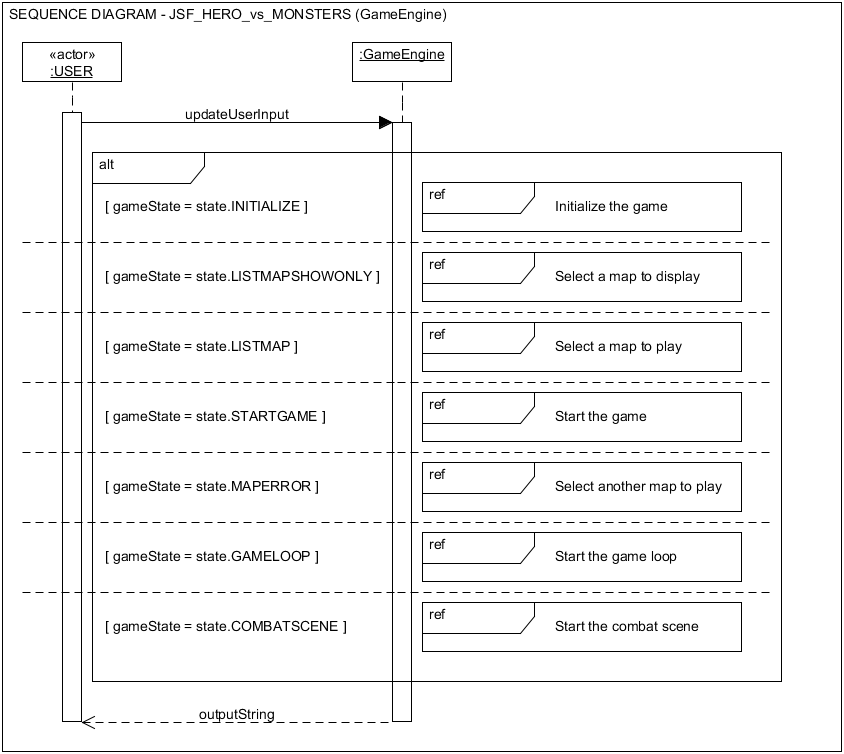 SEQUENCE DIAGRAM - JSF_HERO_vs_MONSTERS (GameEngine)
«actor»
:USER
:GameEngine
updateUserInput
alt
[ gameState = state.INITIALIZE ]
ref
Initialize the game
[ gameState = state.LISTMAPSHOWONLY ]
ref
Select a map to display
[ gameState = state.LISTMAP ]
ref
Select a map to play
[ gameState = state.STARTGAME ]
ref
Start the game
[ gameState = state.MAPERROR ]
ref
Select another map to play
[ gameState = state.GAMELOOP ]
ref
Start the game loop
[ gameState = state.COMBATSCENE ]
ref
Start the combat scene
outputString